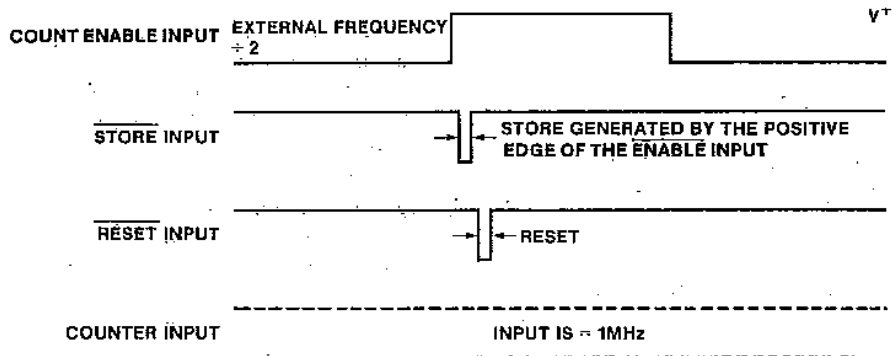 V+
COUNT ENABLE INPUT EXTERNAL FREQUENCY
÷ 2
STORE INPUT
STORE GENERATED BY THE POSITIVE
EDGE OF THE ENABLE INPUT
RESET INPUT
RESET
COUNTER INPUT
INPUT IS ≈ 1MHz